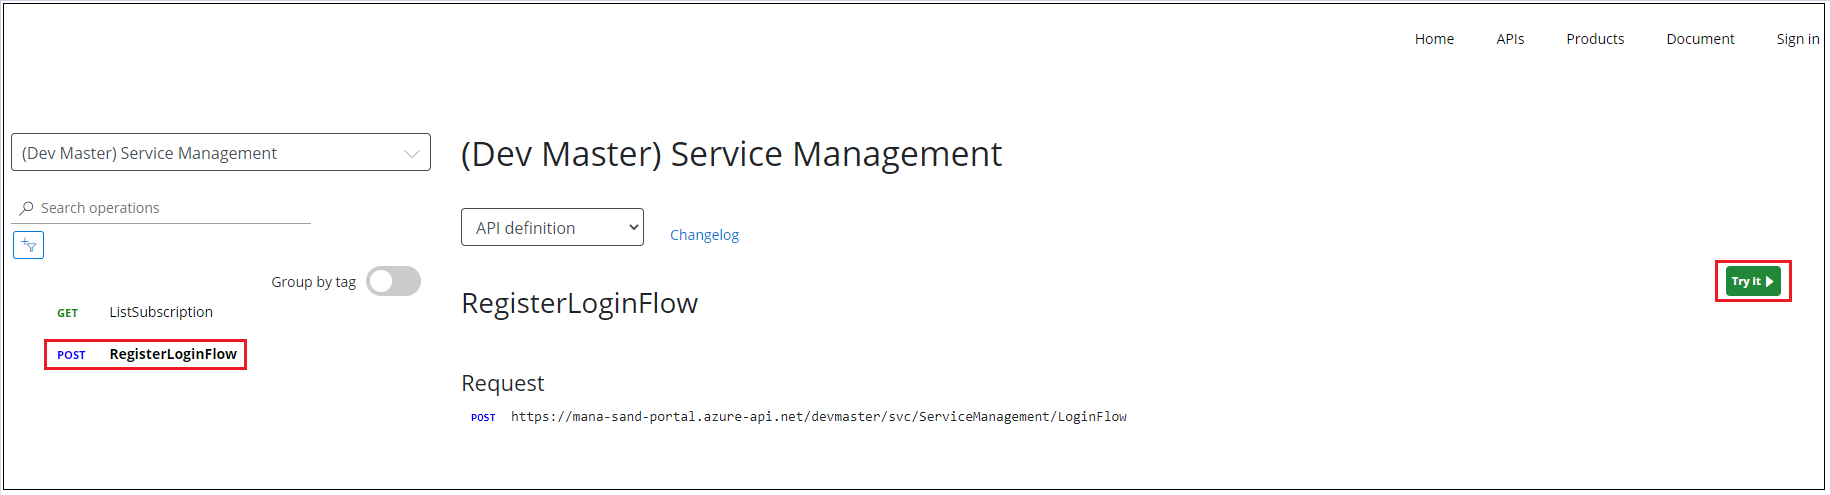 Home APIs Products Document Sign in
(Dev Master) Service Management
Search operations
Group by tag
GET ListSubscription
POST RegisterLoginFlow
(Dev Master) Service Management
API definition
Changelog
RegisterLoginFlow
Try it
Request
POST https://mana-sand-portal.azure-api.net/devmaster/svc/ServiceManagement/LoginFlow